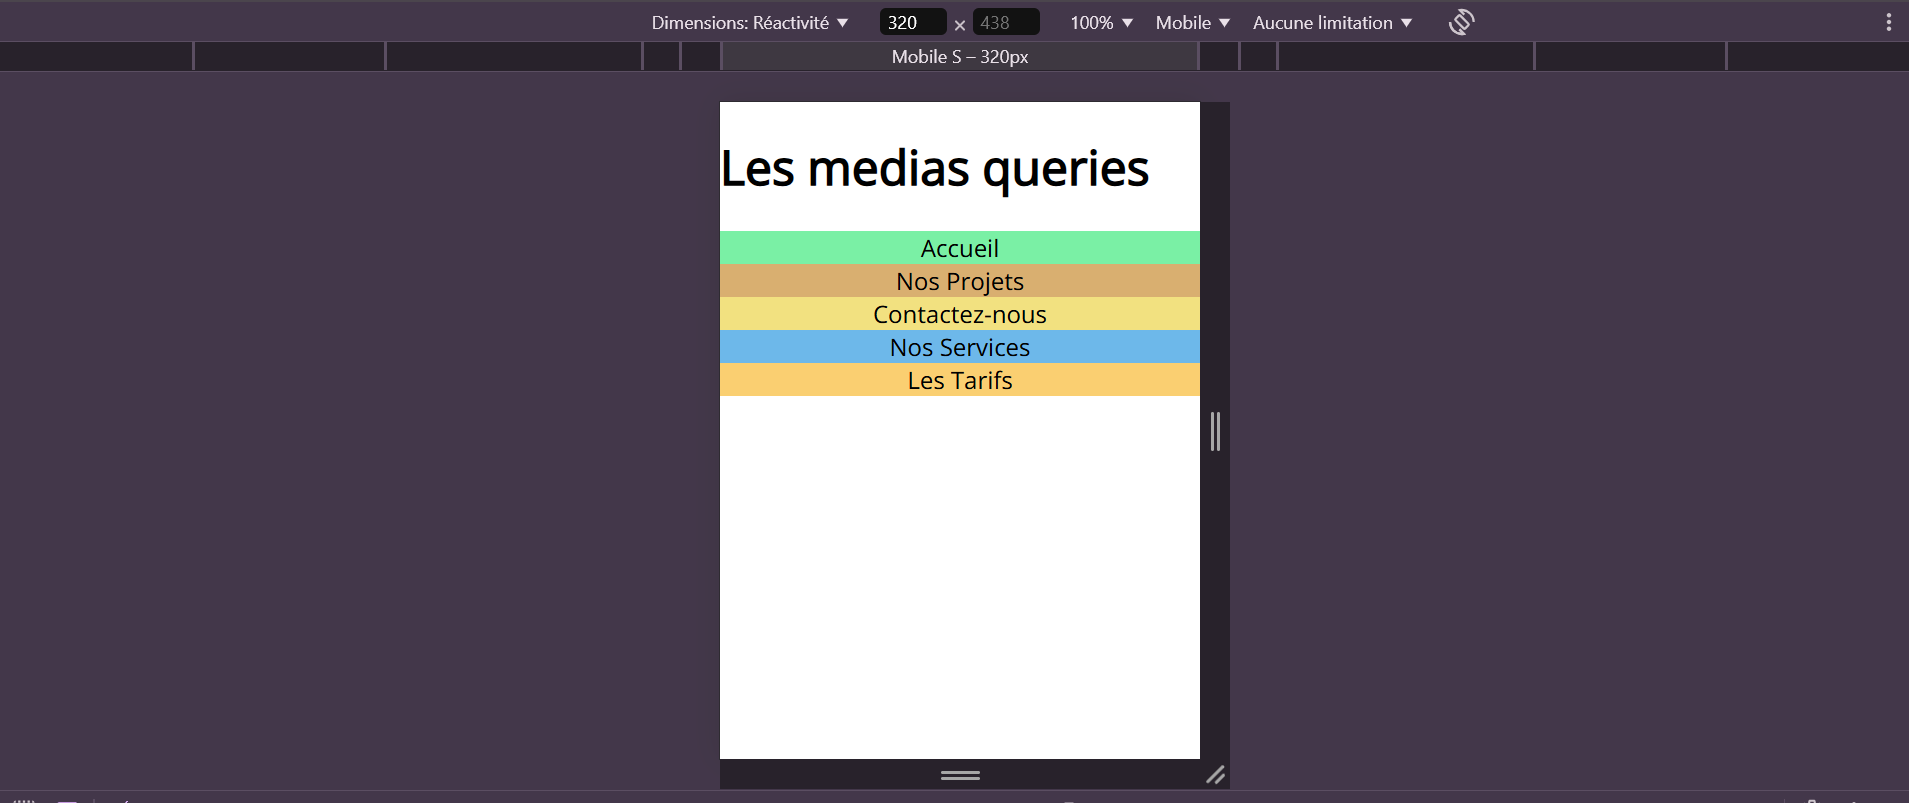 Dimensions: Réactivité 320 × 438 100% Mobile Aucune limitation
Mobile S – 320px
Les medias queries
Accueil
Nos Projets
Contactez-nous
Nos Services
Les Tarifs